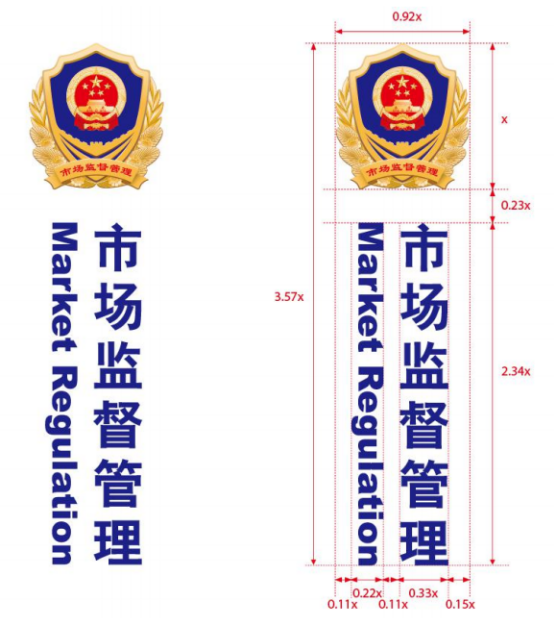 0.92x
市场监督管理
市场监督管理
x
0.23x
市场监督管理
Market Regulation
市场监督管理
Market Regulation
3.57x
2.34x
0.11x
0.22x
0.11x
0.33x
0.15x